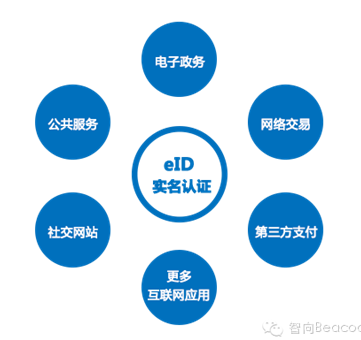 电子政务
公共服务
网络交易
eID
实名认证
社交网站
第三方支付
更多
互联网应用
智向Beacon